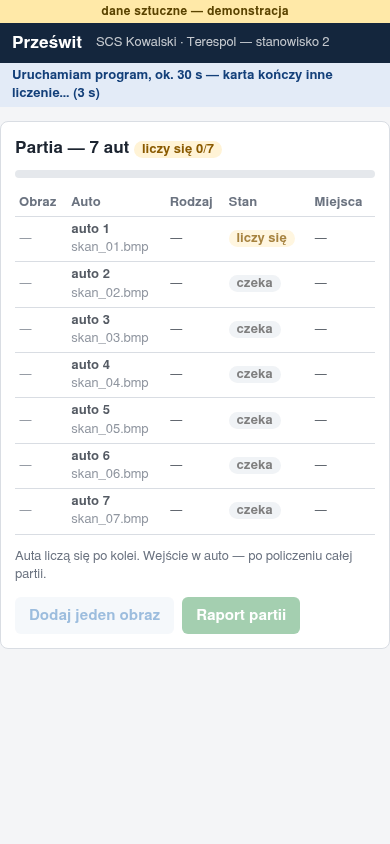 dane sztuczne — demonstracja
Prześwit SCS Kowalski · Terespol — stanowisko 2
Uruchamiam program, ok. 30 s — karta kończy inne
liczenie... (3 s)
Partia — 7 aut liczy się 0/7
Obraz Auto Rodzaj Stan Miejsca
— auto 1 — liczy się —
skan_01.bmp
— auto 2 — czeka —
skan_02.bmp
— auto 3 — czeka —
skan_03.bmp
— auto 4 — czeka —
skan_04.bmp
— auto 5 — czeka —
skan_05.bmp
— auto 6 — czeka —
skan_06.bmp
— auto 7 — czeka —
skan_07.bmp
Auta liczą się po kolei. Wejście w auto — po policzeniu całej
partii.
Dodaj jeden obraz Raport partii